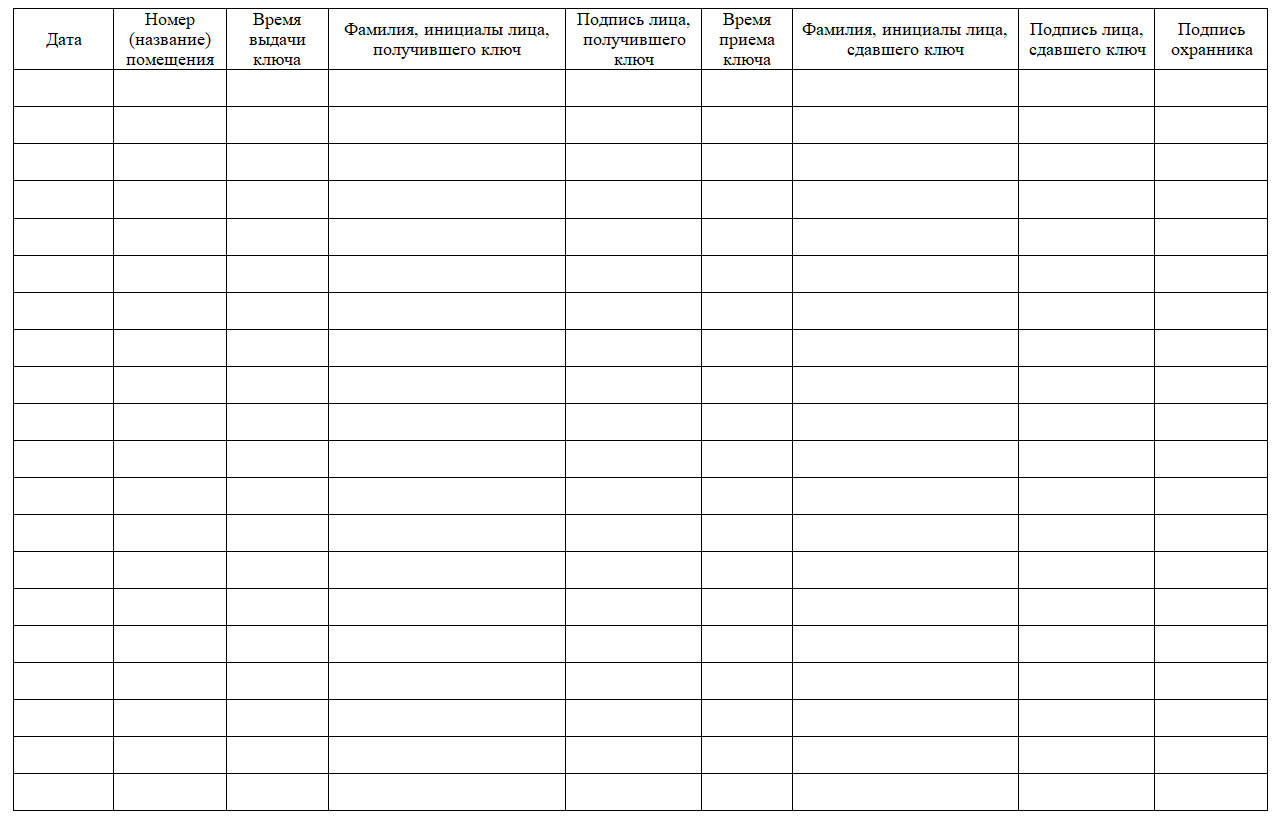 Дата
Номер
(название)
помещения
Время
выдачи
ключа
Фамилия, инициалы лица,
получившего ключ
Подпись лица,
получившего
ключ
Время
приема
ключа
Фамилия, инициалы лица,
сдавшего ключ
Подпись лица,
сдавшего ключ
Подпись
охранника